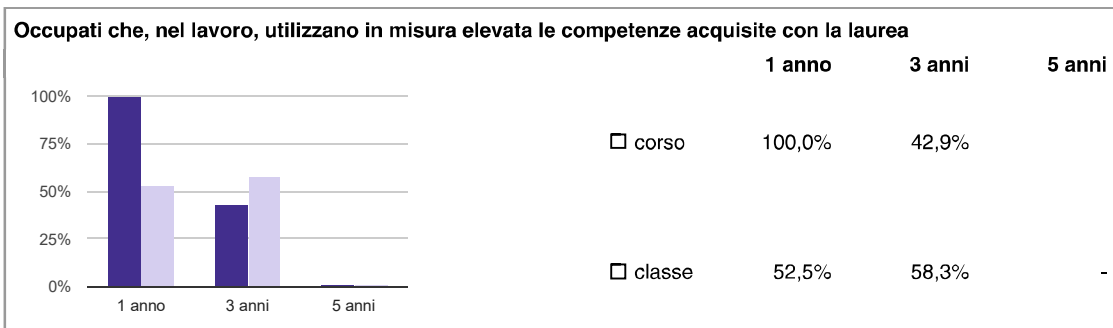 Occupati che, nel lavoro, utilizzano in misura elevata le competenze acquisite con la laurea
1 anno 3 anni 5 anni
100%
75%
50%
25%
0%
1 anno 3 anni 5 anni
corso 100,0% 42,9%
classe 52,5% 58,3% -